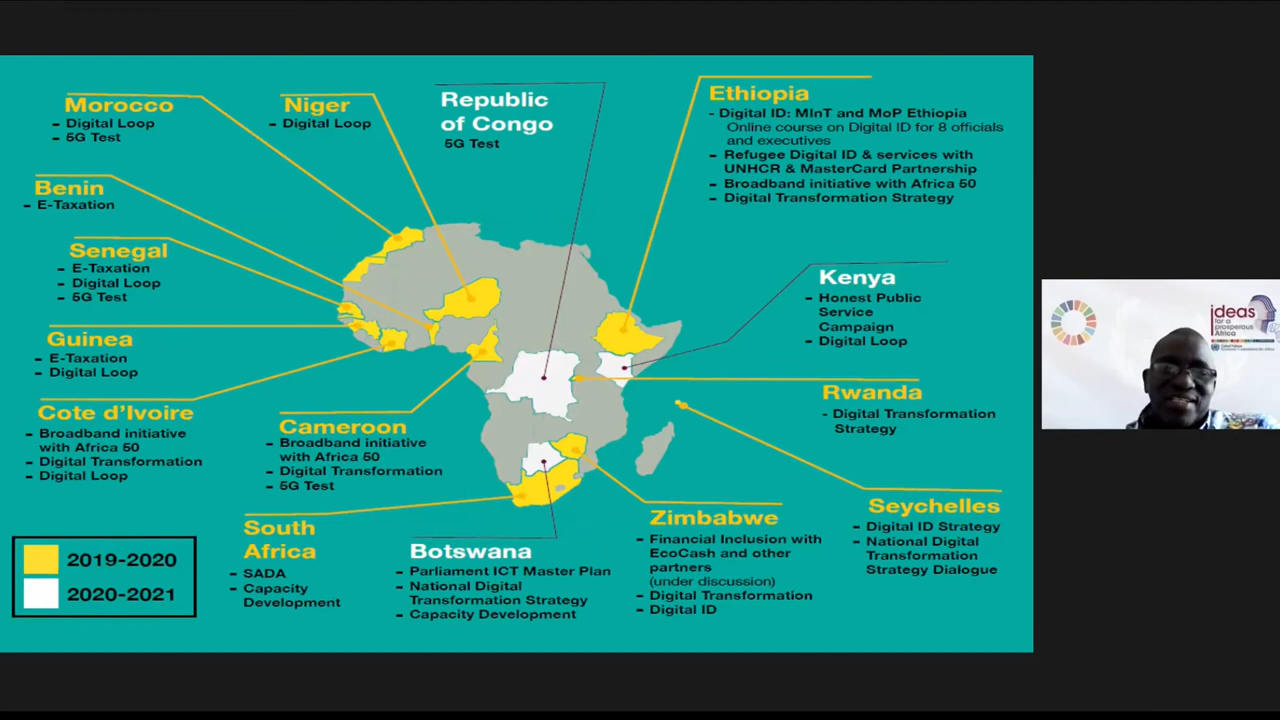 Morocco
- Digital Loop
- 5G Test
Niger
- Digital Loop
Republic
of Congo
5G Test
Ethiopia
- Digital ID: MInT and MoP Ethiopia
Online course on Digital ID for 8 officials
and executives
- Refugee Digital ID & services with
UNHCR & MasterCard Partnership
- Broadband initiative with Africa 50
- Digital Transformation Strategy
Benin
- E-Taxation
Senegal
- E-Taxation
- Digital Loop
- 5G Test
Kenya
- Honest Public
Service
Campaign
- Digital Loop
Guinea
- E-Taxation
- Digital Loop
Rwanda
- Digital Transformation
Strategy
Cote d'Ivoire
- Broadband initiative
with Africa 50
- Digital Transformation
- Digital Loop
Cameroon
- Broadband initiative
with Africa 50
- Digital Transformation
- 5G Test
South
Africa
- SADA
- Capacity
Development
Botswana
- Parliament ICT Master Plan
- National Digital
Transformation Strategy
- Capacity Development
Zimbabwe
- Financial Inclusion with
EcoCash and other
partners
(under discussion)
- Digital Transformation
- Digital ID
Seychelles
- Digital ID Strategy
- National Digital
Transformation
Strategy Dialogue
2019-2020
2020-2021
ideas
for a
prosperous
Africa